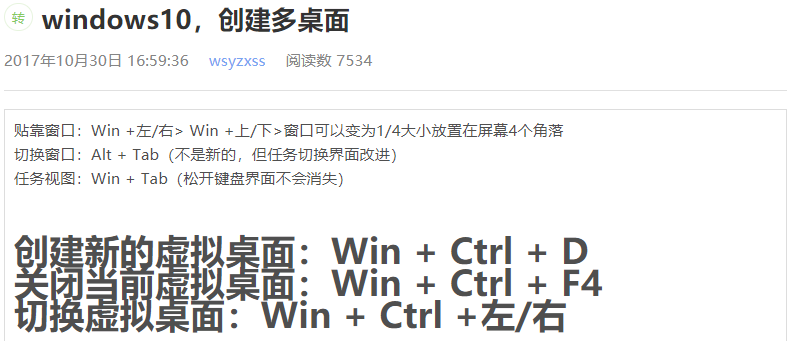 转 windows10，创建多桌面
2017年10月30日 16:59:36 wsyzxss 阅读数 7534
贴靠窗口：Win +左/右> Win +上/下>窗口可以变为1/4大小放置在屏幕4个角落
切换窗口：Alt + Tab（不是新的，但任务切换界面改进）
任务视图：Win + Tab（松开键盘界面不会消失）
创建新的虚拟桌面：Win + Ctrl + D
关闭当前虚拟桌面：Win + Ctrl + F4
切换虚拟桌面：Win + Ctrl +左/右